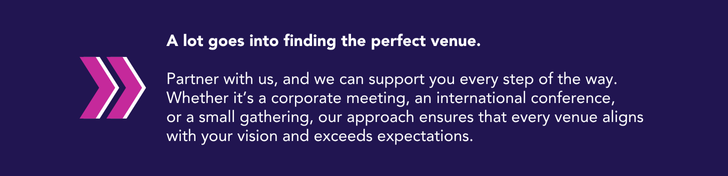 A lot goes into finding the perfect venue.
Partner with us, and we can support you every step of the way.
Whether it’s a corporate meeting, an international conference,
or a small gathering, our approach ensures that every venue aligns
with your vision and exceeds expectations.